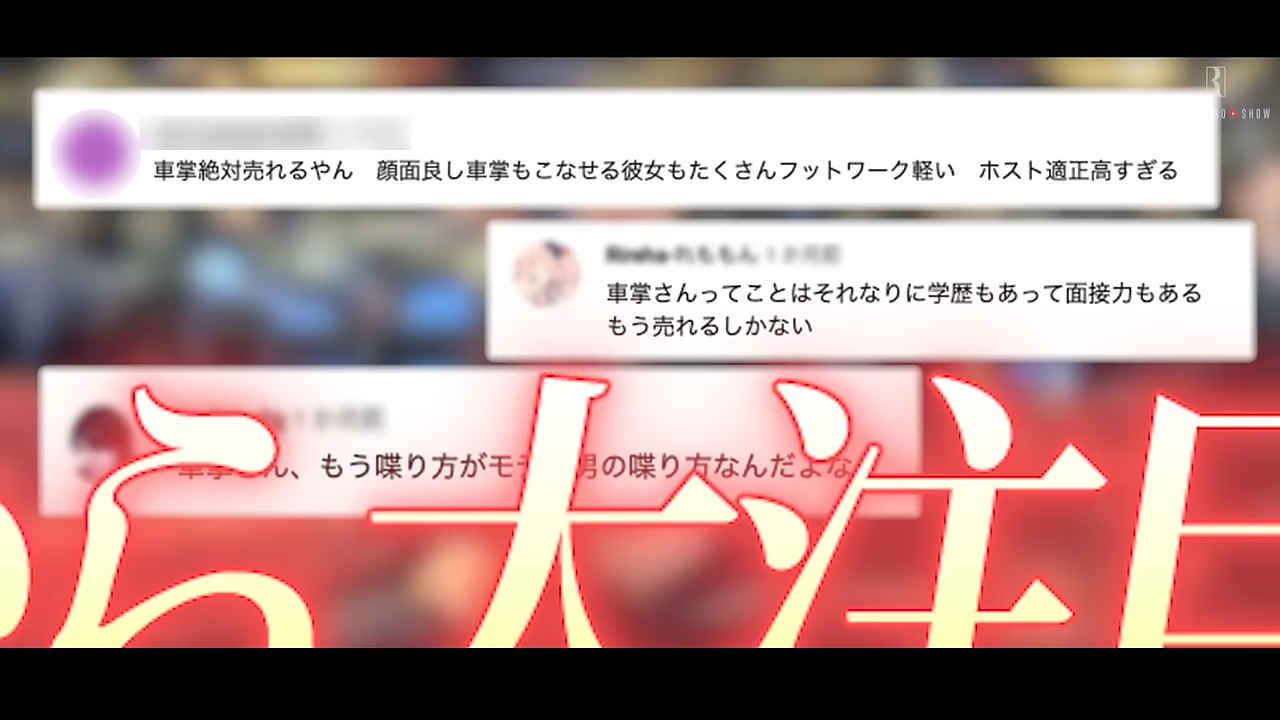 車掌絶対売れるやん　顔面良し車掌もこなせる彼女もたくさんフットワーク軽い　ホスト適正高すぎる
車掌さんってことはそれなりに学歴もあって面接力もある
もう売れるしかない
ん、もう喋り方がモテ
男の喋り方なんだよな
ら大注目
SHOW